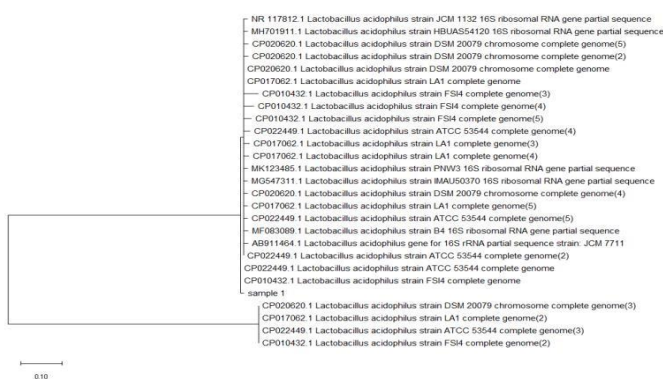 NR 117812.1 Lactobacillus acidophilus strain JCM 1132 16S ribosomal RNA gene partial sequence
MH701911.1 Lactobacillus acidophilus strain HBUAS54120 16S ribosomal RNA gene partial sequence
CP020620.1 Lactobacillus acidophilus strain DSM 20079 chromosome complete genome(5)
CP020620.1 Lactobacillus acidophilus strain DSM 20079 chromosome complete genome(2)
CP020620.1 Lactobacillus acidophilus strain DSM 20079 chromosome complete genome
CP017062.1 Lactobacillus acidophilus strain LA1 complete genome
CP010432.1 Lactobacillus acidophilus strain FSI4 complete genome(3)
CP010432.1 Lactobacillus acidophilus strain FSI4 complete genome(4)
CP010432.1 Lactobacillus acidophilus strain FSI4 complete genome(5)
CP022449.1 Lactobacillus acidophilus strain ATCC 53544 complete genome(4)
CP017062.1 Lactobacillus acidophilus strain LA1 complete genome(3)
CP017062.1 Lactobacillus acidophilus strain LA1 complete genome(4)
MK123485.1 Lactobacillus acidophilus strain PNW3 16S ribosomal RNA gene partial sequence
MG547311.1 Lactobacillus acidophilus strain IMAU50370 16S ribosomal RNA gene partial sequence
CP020620.1 Lactobacillus acidophilus strain DSM 20079 chromosome complete genome(4)
CP017062.1 Lactobacillus acidophilus strain LA1 complete genome(5)
CP022449.1 Lactobacillus acidophilus strain ATCC 53544 complete genome(5)
MF083089.1 Lactobacillus acidophilus strain B4 16S ribosomal RNA gene partial sequence
AB911464.1 Lactobacillus acidophilus gene for 16S rRNA partial sequence strain: JCM 7711
CP022449.1 Lactobacillus acidophilus strain ATCC 53544 complete genome(2)
CP022449.1 Lactobacillus acidophilus strain ATCC 53544 complete genome
CP010432.1 Lactobacillus acidophilus strain FSI4 complete genome
sample 1
CP020620.1 Lactobacillus acidophilus strain DSM 20079 chromosome complete genome(3)
CP017062.1 Lactobacillus acidophilus strain LA1 complete genome(2)
CP022449.1 Lactobacillus acidophilus strain ATCC 53544 complete genome(3)
CP010432.1 Lactobacillus acidophilus strain FSI4 complete genome(2)
0.10